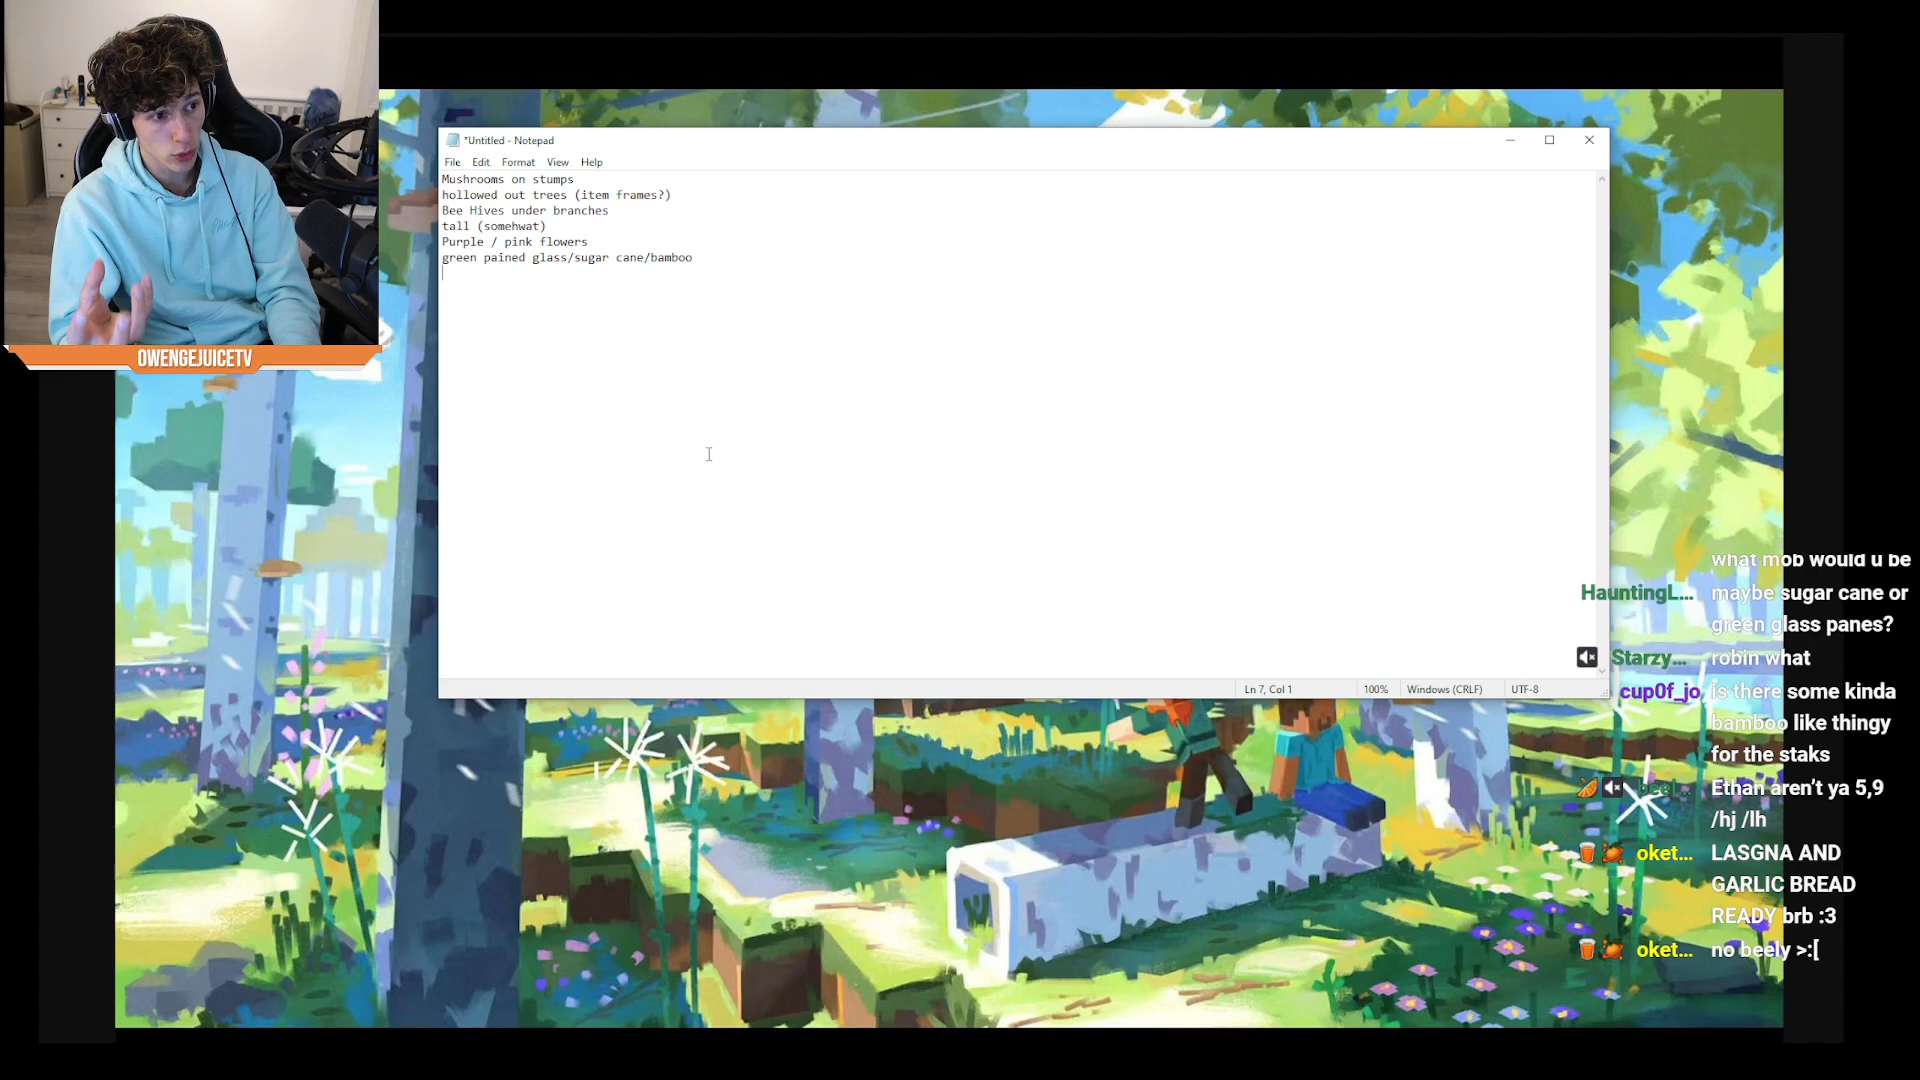 *Untitled - Notepad
File Edit Format View Help
Mushrooms on stumps
hollowed out trees (item frames?)
Bee Hives under branches
tall (somehwat)
Purple / pink flowers
green pained glass/sugar cane/bamboo
Ln 7, Col 1 100% Windows (CRLF) UTF-8
OWENGEJUICETV
what mob would u be
HauntingL... maybe sugar cane or
green glass panes?
Starzy... robin what
cup0f_jo is there some kinda
bamboo like thingy
for the staks
beel... Ethan aren't ya 5,9
/hj /lh
oket... LASGNA AND
GARLIC BREAD
READY brb :3
oket... no beely >:[